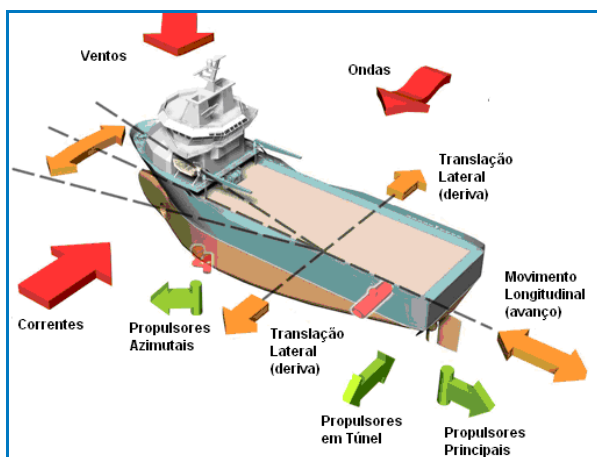 Ventos
Ondas
Translação
Lateral
(deriva)
Movimento
Longitudinal
(avanço)
Correntes
Propulsores
Azimutais
Translação
Lateral
(deriva)
Propulsores
em Túnel
Propulsores
Principais